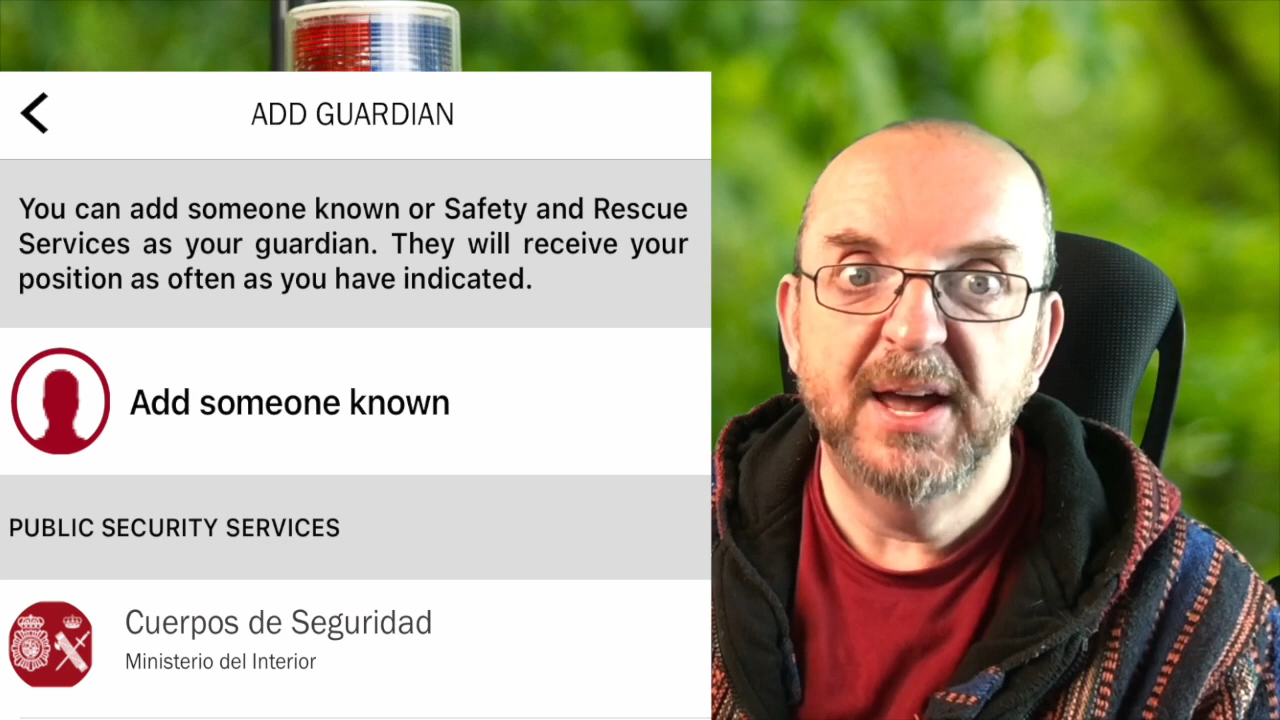 ADD GUARDIAN
You can add someone known or Safety and Rescue
Services as your guardian. They will receive your
position as often as you have indicated.
Add someone known
PUBLIC SECURITY SERVICES
Cuerpos de Seguridad
Ministerio del Interior